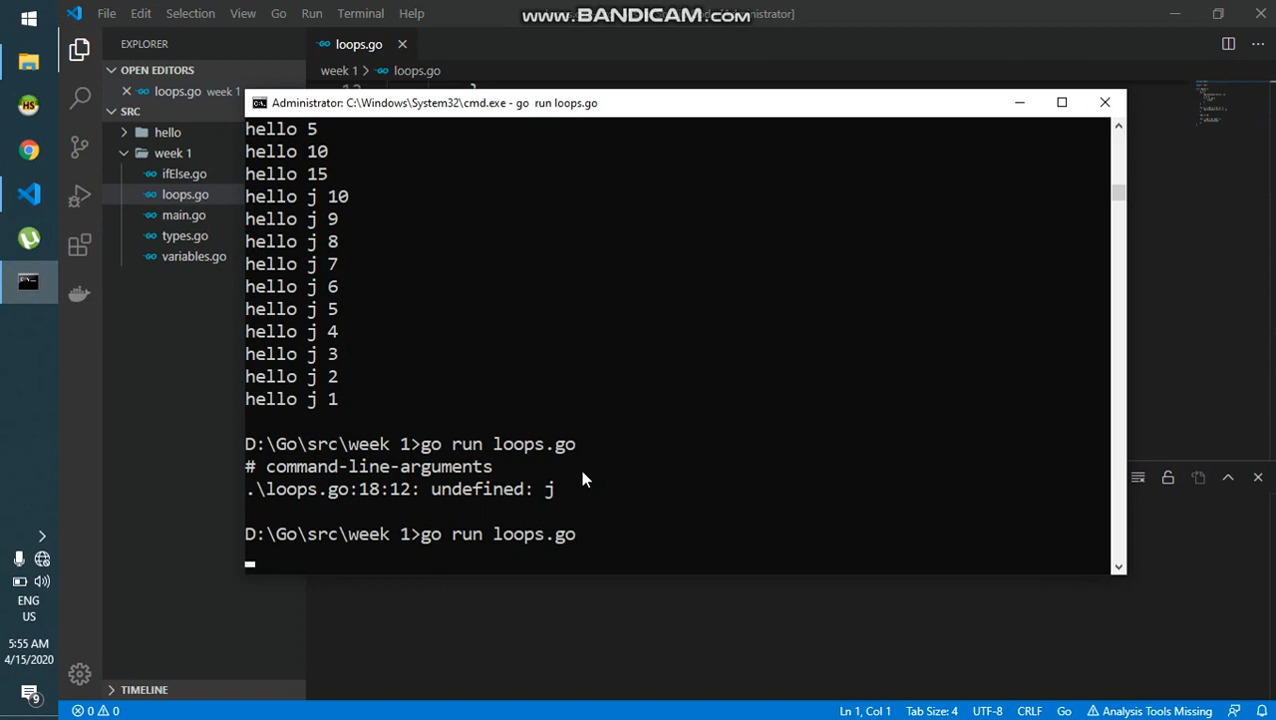 File Edit Selection View Go Run Terminal Help
www.BANDICAM.com
EXPLORER
OPEN EDITORS
loops.go week 1
SRC
hello
week 1
ifElse.go
loops.go
main.go
types.go
variables.go
TIMELINE
loops.go
week 1 > loops.go
Administrator: C:\Windows\System32\cmd.exe - go run loops.go
hello 5
hello 10
hello 15
hello j 10
hello j 9
hello j 8
hello j 7
hello j 6
hello j 5
hello j 4
hello j 3
hello j 2
hello j 1
D:\Go\src\week 1>go run loops.go
# command-line-arguments
.\loops.go:18:12: undefined: j
D:\Go\src\week 1>go run loops.go
ENG
US
5:55 AM
4/15/2020
9
0 0
Ln 1, Col 1 Tab Size: 4 UTF-8 CRLF Go Analysis Tools Missing